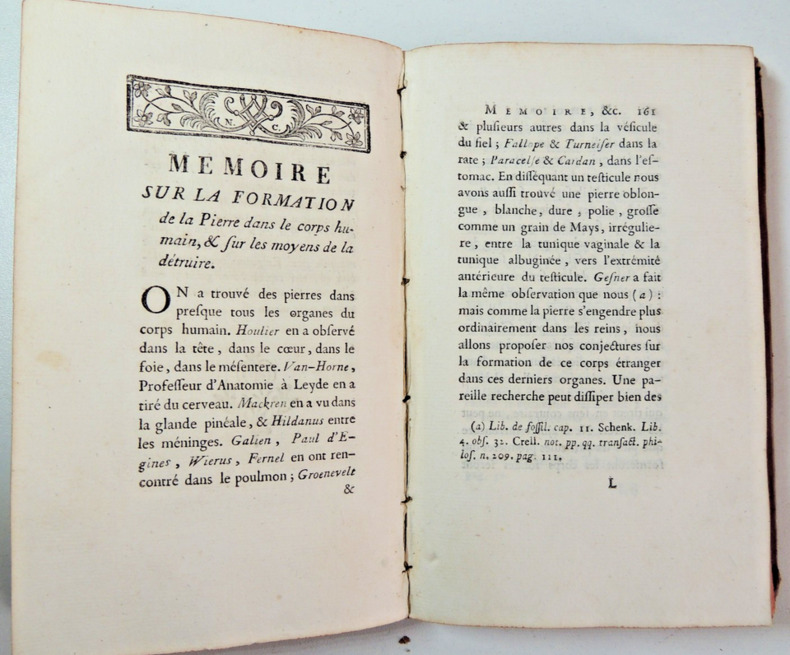 N. C.
MEMOIRE
SUR LA FORMATION
de la Pierre dans le corps hu-
main, & ſur les moyens de la
détruire.
ON a trouvé des pierres dans
preſque tous les organes du
corps humain. Houlier en a obſervé
dans la tête, dans le cœur, dans le
foie, dans le méſentere. Van-Horne,
Profeſſeur d'Anatomie à Leyde en a
tiré du cerveau. Mackren en a vu dans
la glande pinéale, & Hildanus entre
les méninges. Galien, Paul d'E-
gines, Wierus, Fernel en ont ren-
contré dans le poulmon; Groenevelt
&
MEMOIRE, &c. 161
& pluſieurs autres dans la véſicule
du fiel; Fallope & Turneiſer dans la
rate; Paracelſe & Cardan, dans l'eſ-
tomac. En diſſéquant un teſticule nous
avons auſſi trouvé une pierre oblon-
gue, blanche, dure, polie, groſſe
comme un grain de Mays, irrégulie-
re, entre la tunique vaginale & la
tunique albuginée, vers l'extrémité
antérieure du teſticule. Geſner a fait
la même obſervation que nous (a):
mais comme la pierre s'engendre plus
ordinairement dans les reins, nous
allons propoſer nos conjectures ſur
la formation de ce corps étranger
dans ces derniers organes. Une pa-
reille recherche peut diſſiper bien des
(a) Lib. de foſſil. cap. 11. Schenk. Lib.
4. obſ. 32. Crell. not. pp. qq. tranſact. phi-
loſ. n. 209. pag. 111.
L